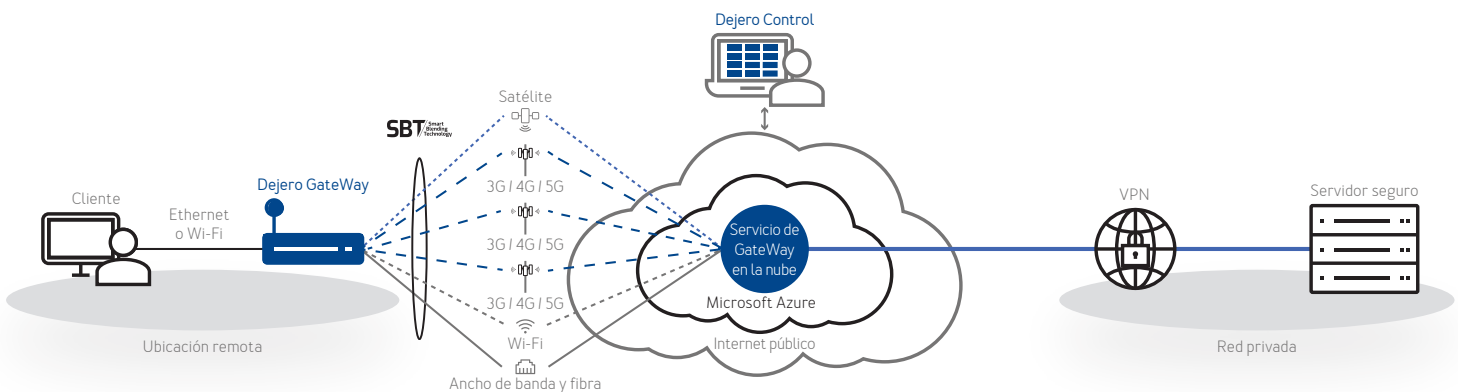 Dejero Control
Satélite
SBT Smart
Blending
Technology
3G / 4G / 5G
Dejero GateWay
Cliente
Ethernet
o Wi-Fi
3G / 4G / 5G
3G / 4G / 5G
Wi-Fi
Ancho de banda y fibra
Ubicación remota
Servicio de
GateWay
en la nube
Microsoft Azure
Internet público
VPN
Servidor seguro
Red privada